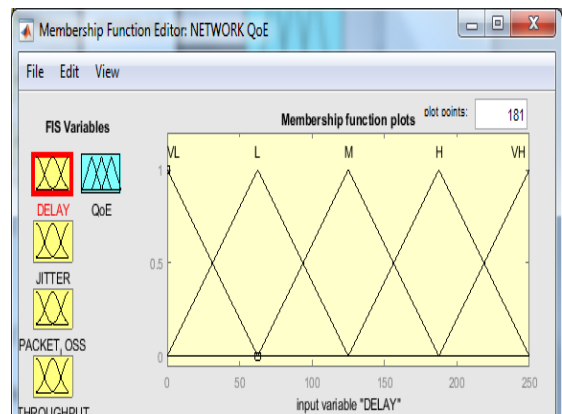 Membership Function Editor: NETWORK QoE
File Edit View
FIS Variables
Membership function plots
plot points:
181
DELAY
QoE
JITTER
PACKET, OSS
THROUGHPUT
VL L M H VH
1
0.5
0
0 50 100 150 200 250
input variable "DELAY"